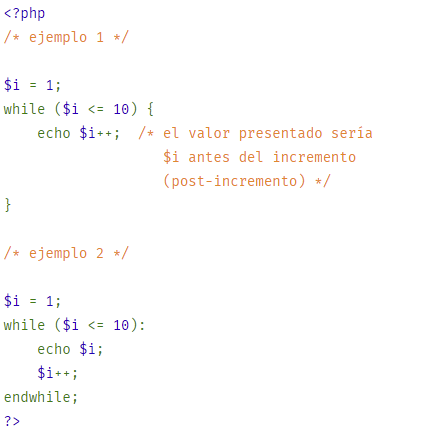 <?php
/* ejemplo 1 */
$i = 1;
while ($i <= 10) {
    echo $i++;  /* el valor presentado sería
                   $i antes del incremento
                   (post-incremento) */
}
/* ejemplo 2 */
$i = 1;
while ($i <= 10):
    echo $i;
    $i++;
endwhile;
?>